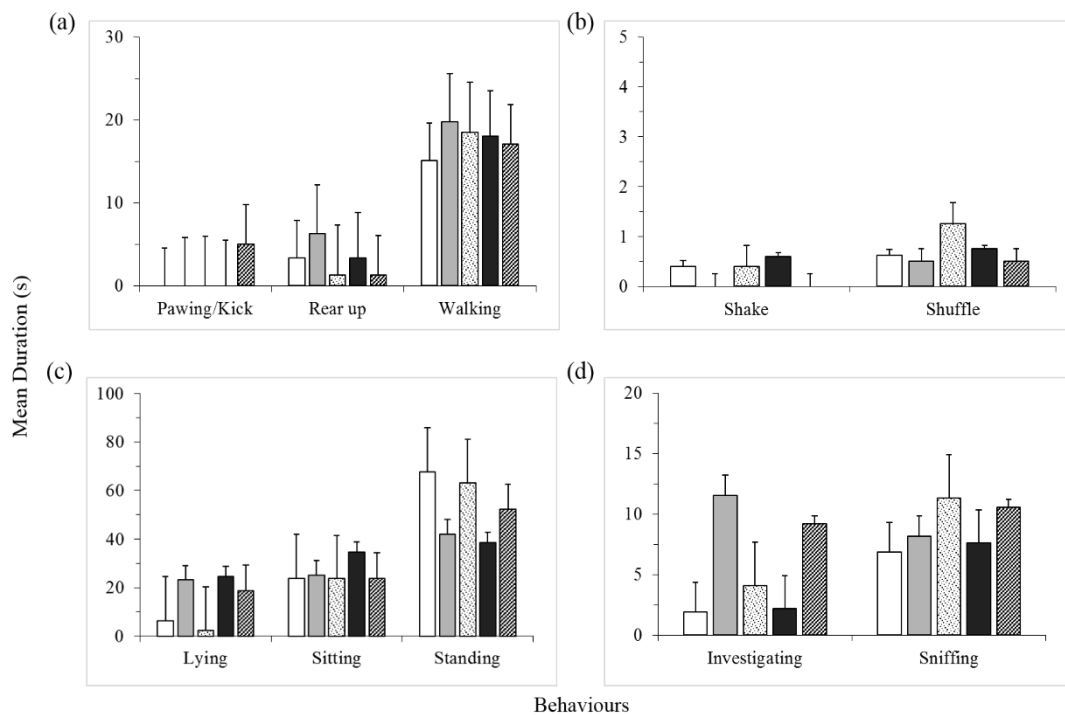 (a)
30
20
10
0
Pawing/Kick Rear up Walking
(b)
5
4
3
2
1
0
Shake Shuffle
Mean Duration (s)
(c)
100
80
60
40
20
0
Lying Sitting Standing
(d)
20
15
10
5
0
Investigating Sniffing
Behaviours